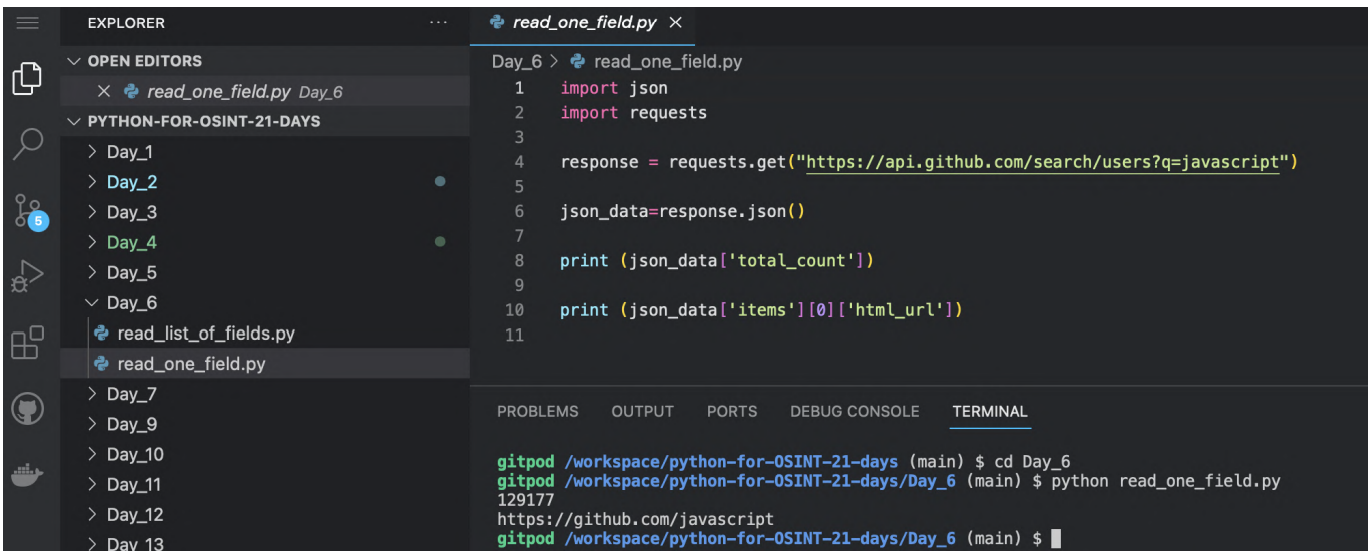 EXPLORER
...
OPEN EDITORS
read_one_field.py Day_6
PYTHON-FOR-OSINT-21-DAYS
Day_1
Day_2
Day_3
Day_4
Day_5
Day_6
read_list_of_fields.py
read_one_field.py
Day_7
Day_9
Day_10
Day_11
Day_12
Day_13
5
read_one_field.py
Day_6 > read_one_field.py
1 import json
2 import requests
3
4 response = requests.get("https://api.github.com/search/users?q=javascript")
5
6 json_data=response.json()
7
8 print (json_data['total_count'])
9
10 print (json_data['items'][0]['html_url'])
11
PROBLEMS OUTPUT PORTS DEBUG CONSOLE TERMINAL
gitpod /workspace/python-for-OSINT-21-days (main) $ cd Day_6
gitpod /workspace/python-for-OSINT-21-days/Day_6 (main) $ python read_one_field.py
129177
https://github.com/javascript
gitpod /workspace/python-for-OSINT-21-days/Day_6 (main) $